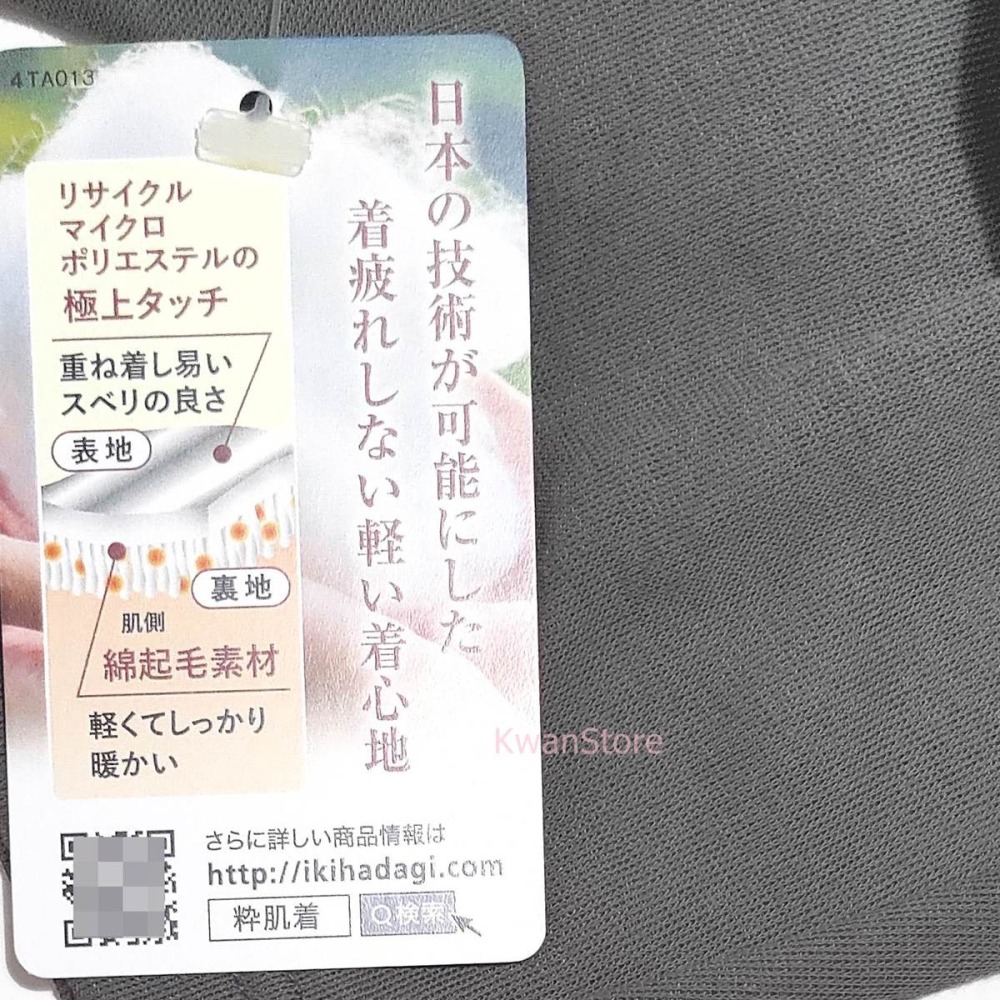 4TA013
日本の技術が可能にした
着疲れしない軽い着心地
リサイクル
マイクロ
ポリエステルの
極上タッチ
重ね着し易い
スベリの良さ
表地
裏地
肌側
綿起毛素材
軽くてしっかり
暖かい
KwanStore
さらに詳しい商品情報は
http://ikihadagi.com
粋肌着
検索